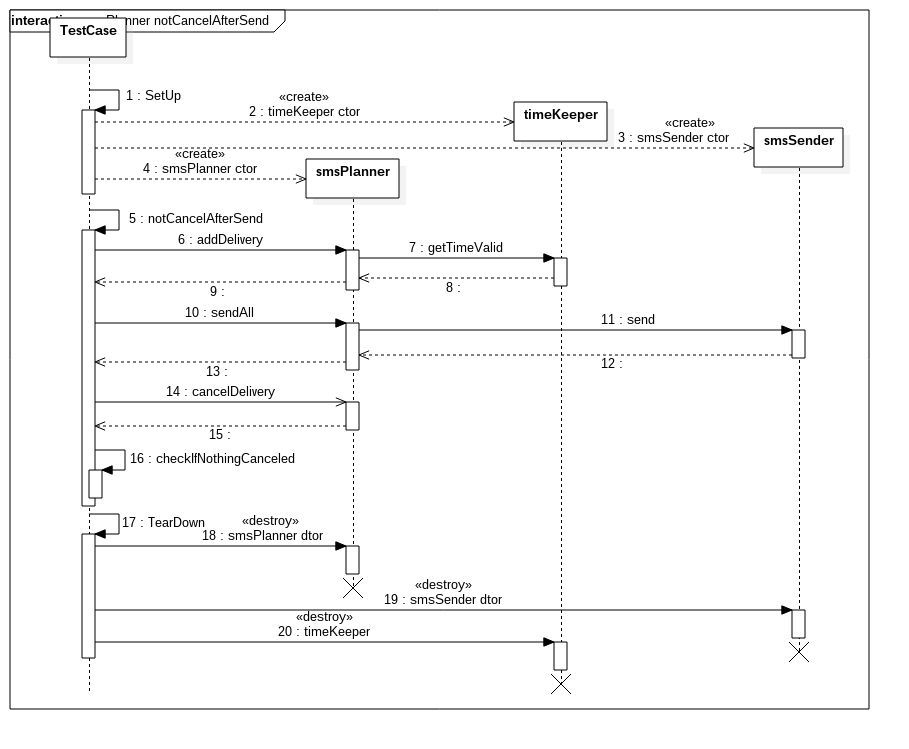 interac
Planner notCancelAfterSend
TestCase
1 : SetUp
«create»
2 : timeKeeper ctor
timeKeeper
«create»
3 : smsSender ctor
smsSender
«create»
4 : smsPlanner ctor
smsPlanner
5 : notCancelAfterSend
6 : addDelivery
7 : getTimeValid
8 :
9 :
10 : sendAll
11 : send
12 :
13 :
14 : cancelDelivery
15 :
16 : checkIfNothingCanceled
17 : TearDown
«destroy»
18 : smsPlanner dtor
«destroy»
19 : smsSender dtor
«destroy»
20 : timeKeeper